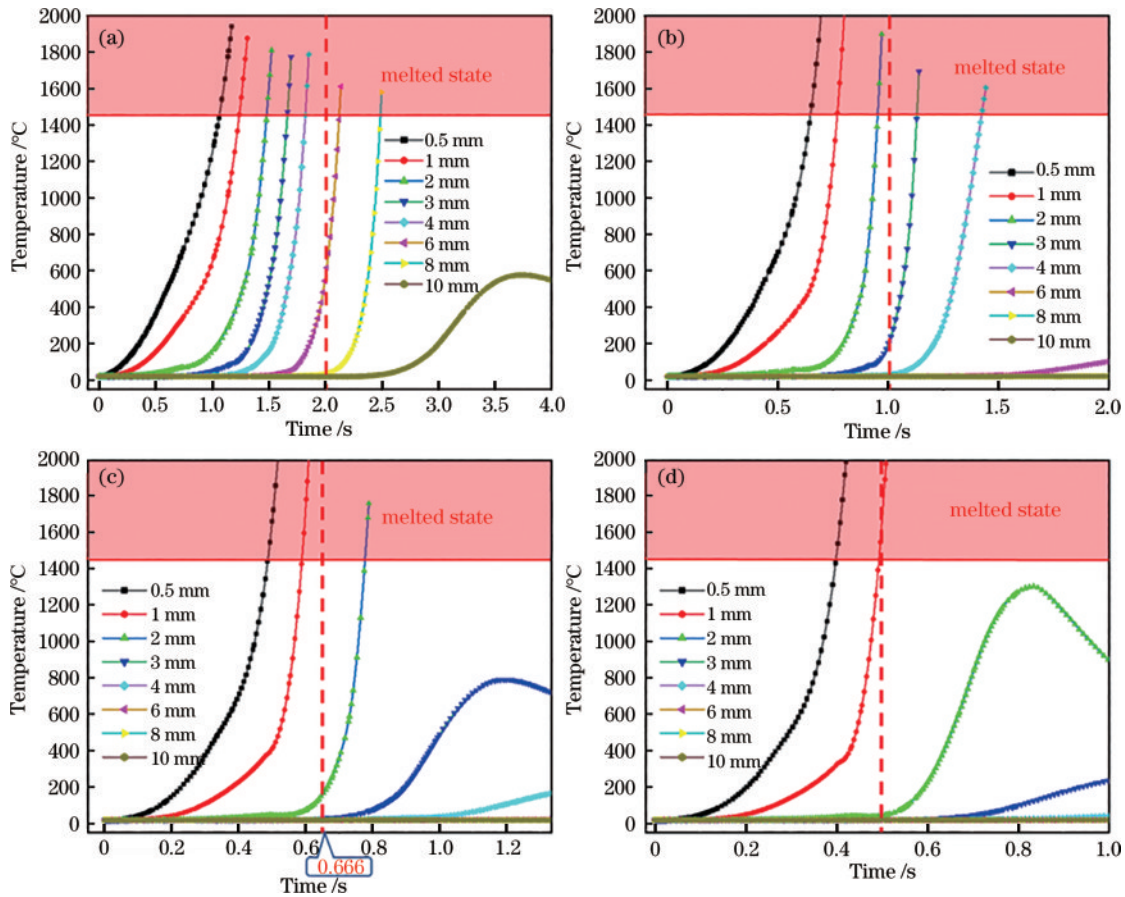 (a)
melted state
Temperature /°C
2000
1800
1600
1400
1200
1000
800
600
400
200
0
0.5 mm
1 mm
2 mm
3 mm
4 mm
6 mm
8 mm
10 mm
0 0.5 1.0 1.5 2.0 2.5 3.0 3.5 4.0
Time /s
(b)
melted state
Temperature /°C
2000
1800
1600
1400
1200
1000
800
600
400
200
0
0.5 mm
1 mm
2 mm
3 mm
4 mm
6 mm
8 mm
10 mm
0 0.5 1.0 1.5 2.0
Time /s
(c)
melted state
Temperature /°C
2000
1800
1600
1400
1200
1000
800
600
400
200
0
0.5 mm
1 mm
2 mm
3 mm
4 mm
6 mm
8 mm
10 mm
0 0.2 0.4 0.6 0.8 1.0 1.2
0.666
Time /s
(d)
melted state
Temperature /°C
2000
1800
1600
1400
1200
1000
800
600
400
200
0
0.5 mm
1 mm
2 mm
3 mm
4 mm
6 mm
8 mm
10 mm
0 0.2 0.4 0.6 0.8 1.0
Time /s